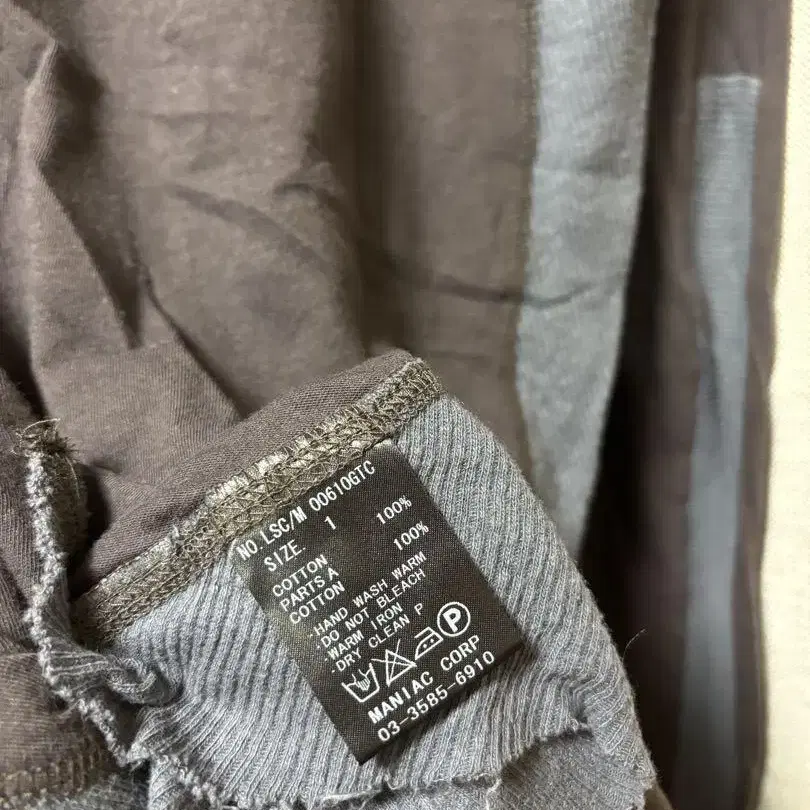 NO.LSC/M 00610GTC
SIZE. 1
COTTON 100%
PARTS A
COTTON 100%
·HAND WASH WARM
·DO NOT BLEACH
·WARM IRON
·DRY CLEAN P
P
MANIAC CORP
03-3585-6910